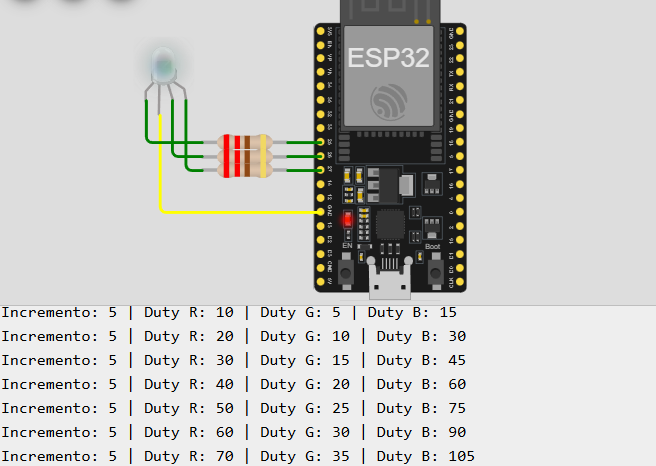 ESP32
EN
Boot
Incremento: 5 | Duty R: 10 | Duty G: 5 | Duty B: 15
Incremento: 5 | Duty R: 20 | Duty G: 10 | Duty B: 30
Incremento: 5 | Duty R: 30 | Duty G: 15 | Duty B: 45
Incremento: 5 | Duty R: 40 | Duty G: 20 | Duty B: 60
Incremento: 5 | Duty R: 50 | Duty G: 25 | Duty B: 75
Incremento: 5 | Duty R: 60 | Duty G: 30 | Duty B: 90
Incremento: 5 | Duty R: 70 | Duty G: 35 | Duty B: 105